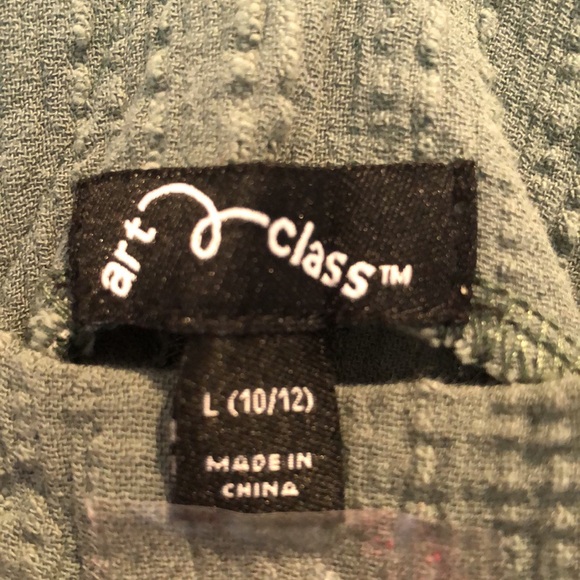 art class™
L (10/12)
MADE IN
CHINA